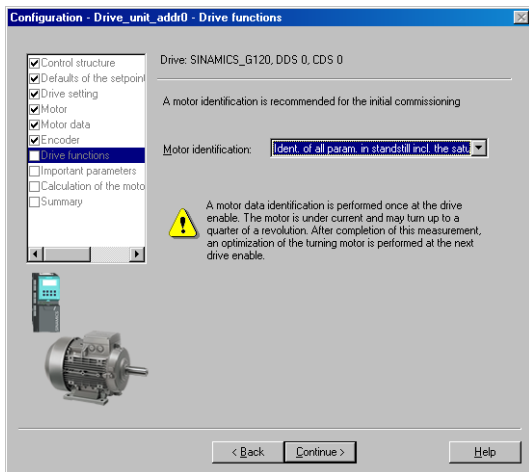 Configuration - Drive_unit_addr0 - Drive functions
Control structure
Defaults of the setpoint
Drive setting
Motor
Motor data
Encoder
Drive functions
Important parameters
Calculation of the moto
Summary
Drive: SINAMICS_G120, DDS 0, CDS 0
A motor identification is recommended for the initial commissioning
Motor identification:
Ident. of all param. in standstill incl. the satu
A motor data identification is performed once at the drive
enable. The motor is under current and may turn up to a
quarter of a revolution. After completion of this measurement,
an optimization of the turning motor is performed at the next
drive enable.
< Back
Continue >
Help